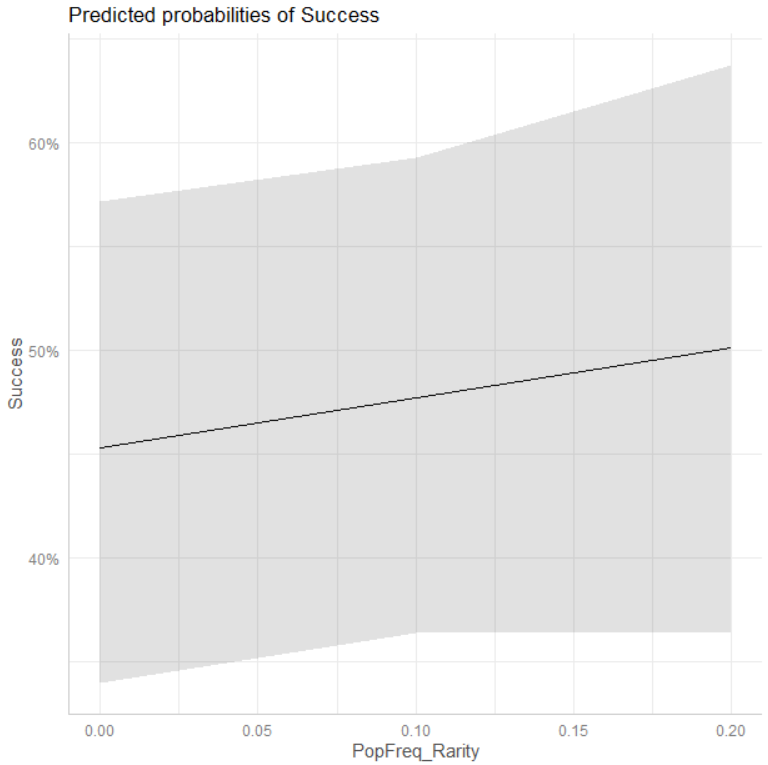 Predicted probabilities of Success
60%
50%
40%
Success
0.00 0.05 0.10 0.15 0.20
PopFreq_Rarity